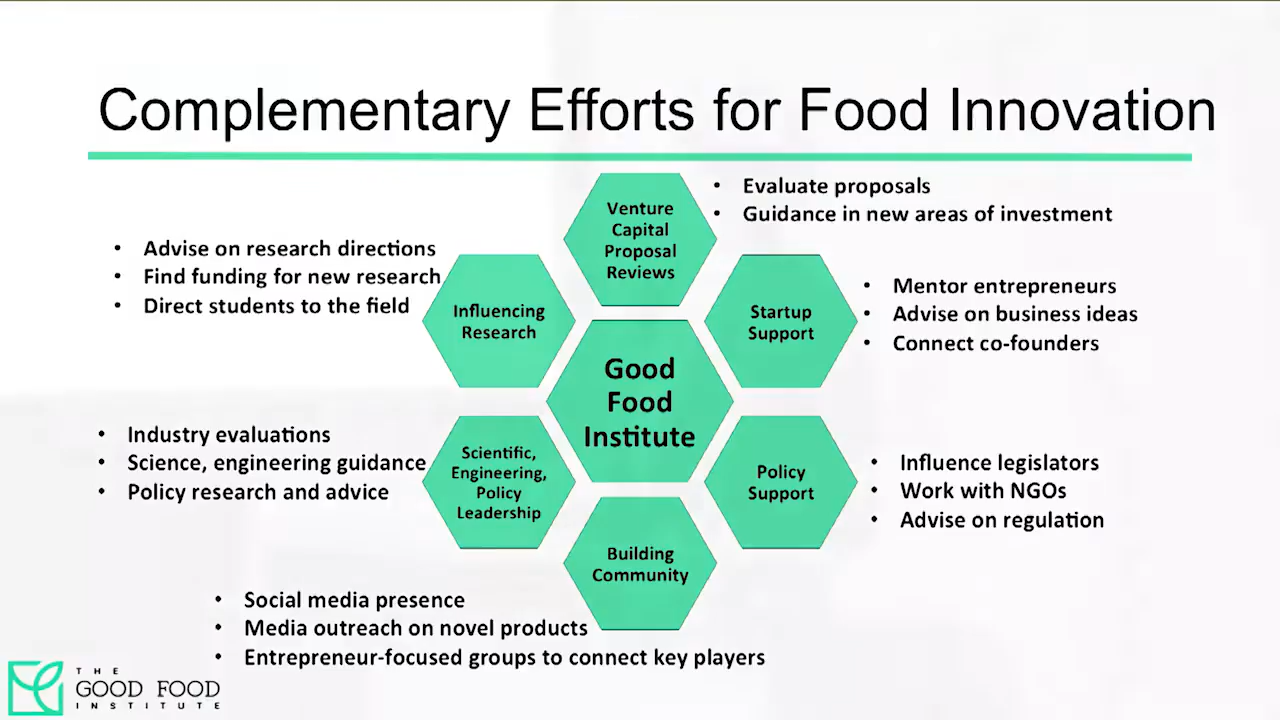 Complementary Efforts for Food Innovation
Venture
Capital
Proposal
Reviews
• Evaluate proposals
• Guidance in new areas of investment
• Advise on research directions
• Find funding for new research
• Direct students to the field
Influencing
Research
Startup
Support
• Mentor entrepreneurs
• Advise on business ideas
• Connect co-founders
Good
Food
Institute
• Industry evaluations
• Science, engineering guidance
• Policy research and advice
Scientific,
Engineering,
Policy
Leadership
Policy
Support
• Influence legislators
• Work with NGOs
• Advise on regulation
Building
Community
• Social media presence
• Media outreach on novel products
• Entrepreneur-focused groups to connect key players
THE
GOOD FOOD
INSTITUTE